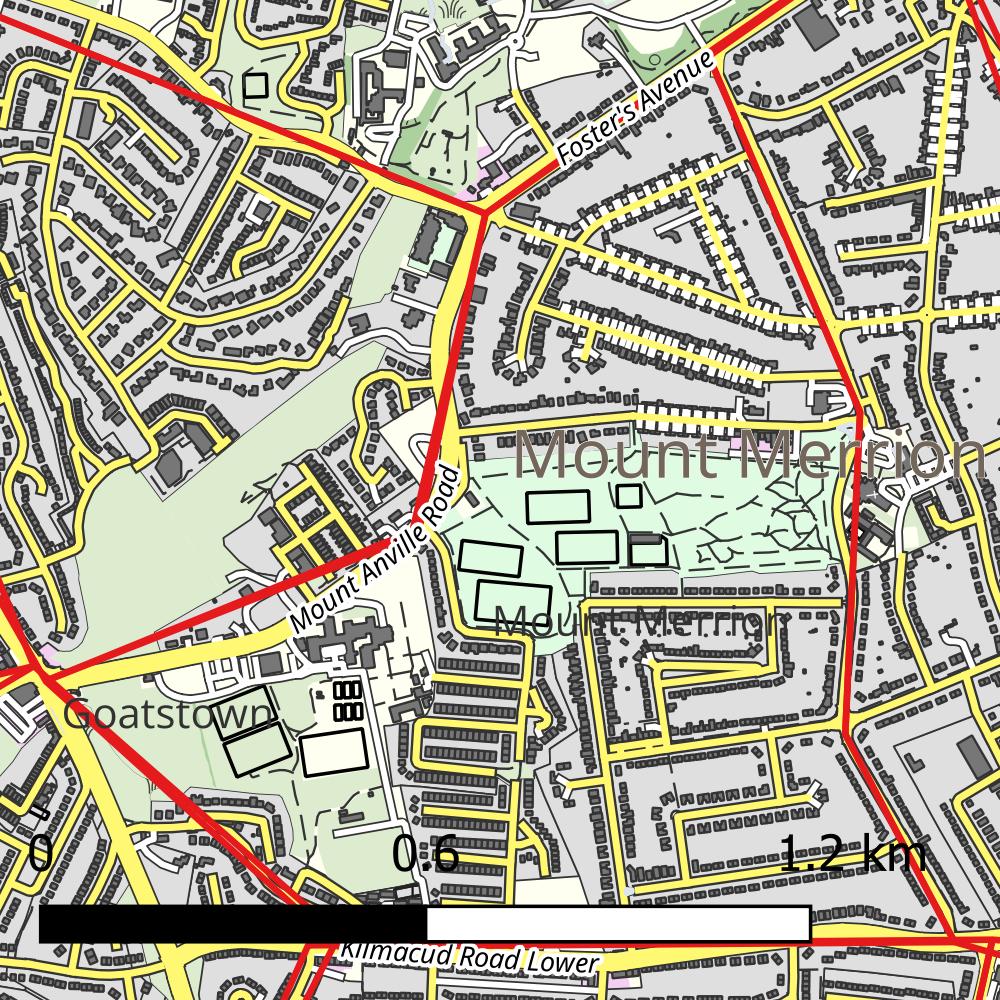 Foster's Avenue
Mount Merrion
Mount Anville Road
Mount Merrion
Goatstown
0 0.6 1.2 km
Kilmacud Road Lower